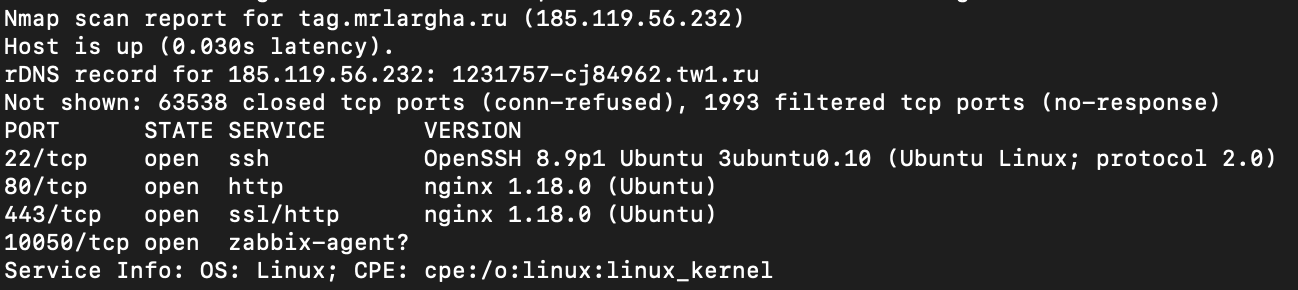 Nmap scan report for tag.mrlargha.ru (185.119.56.232)
Host is up (0.030s latency).
rDNS record for 185.119.56.232: 1231757-cj84962.tw1.ru
Not shown: 63538 closed tcp ports (conn-refused), 1993 filtered tcp ports (no-response)
PORT      STATE SERVICE       VERSION
22/tcp    open  ssh           OpenSSH 8.9p1 Ubuntu 3ubuntu0.10 (Ubuntu Linux; protocol 2.0)
80/tcp    open  http          nginx 1.18.0 (Ubuntu)
443/tcp   open  ssl/http      nginx 1.18.0 (Ubuntu)
10050/tcp open  zabbix-agent?
Service Info: OS: Linux; CPE: cpe:/o:linux:linux_kernel